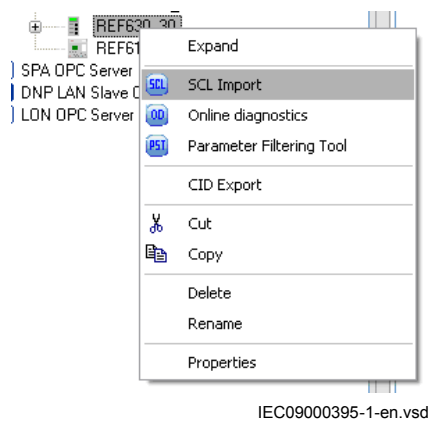 REF630_30
REF61
Expand
SPA OPC Server
SCL SCL Import
DNP LAN Slave
OD Online diagnostics
LON OPC Server
PST Parameter Filtering Tool
CID Export
Cut
Copy
Delete
Rename
Properties
IEC09000395-1-en.vsd